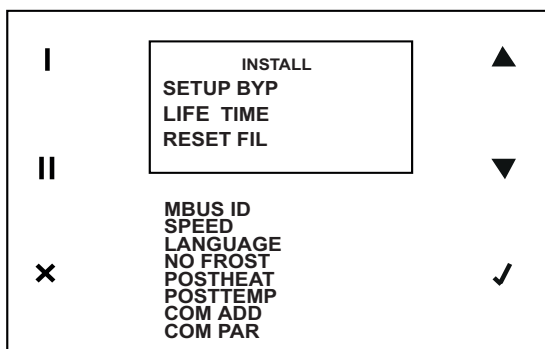 I
INSTALL
SETUP BYP
LIFE TIME
RESET FIL
II
MBUS ID
SPEED
LANGUAGE
NO FROST
POSTHEAT
POSTTEMP
COM ADD
COM PAR